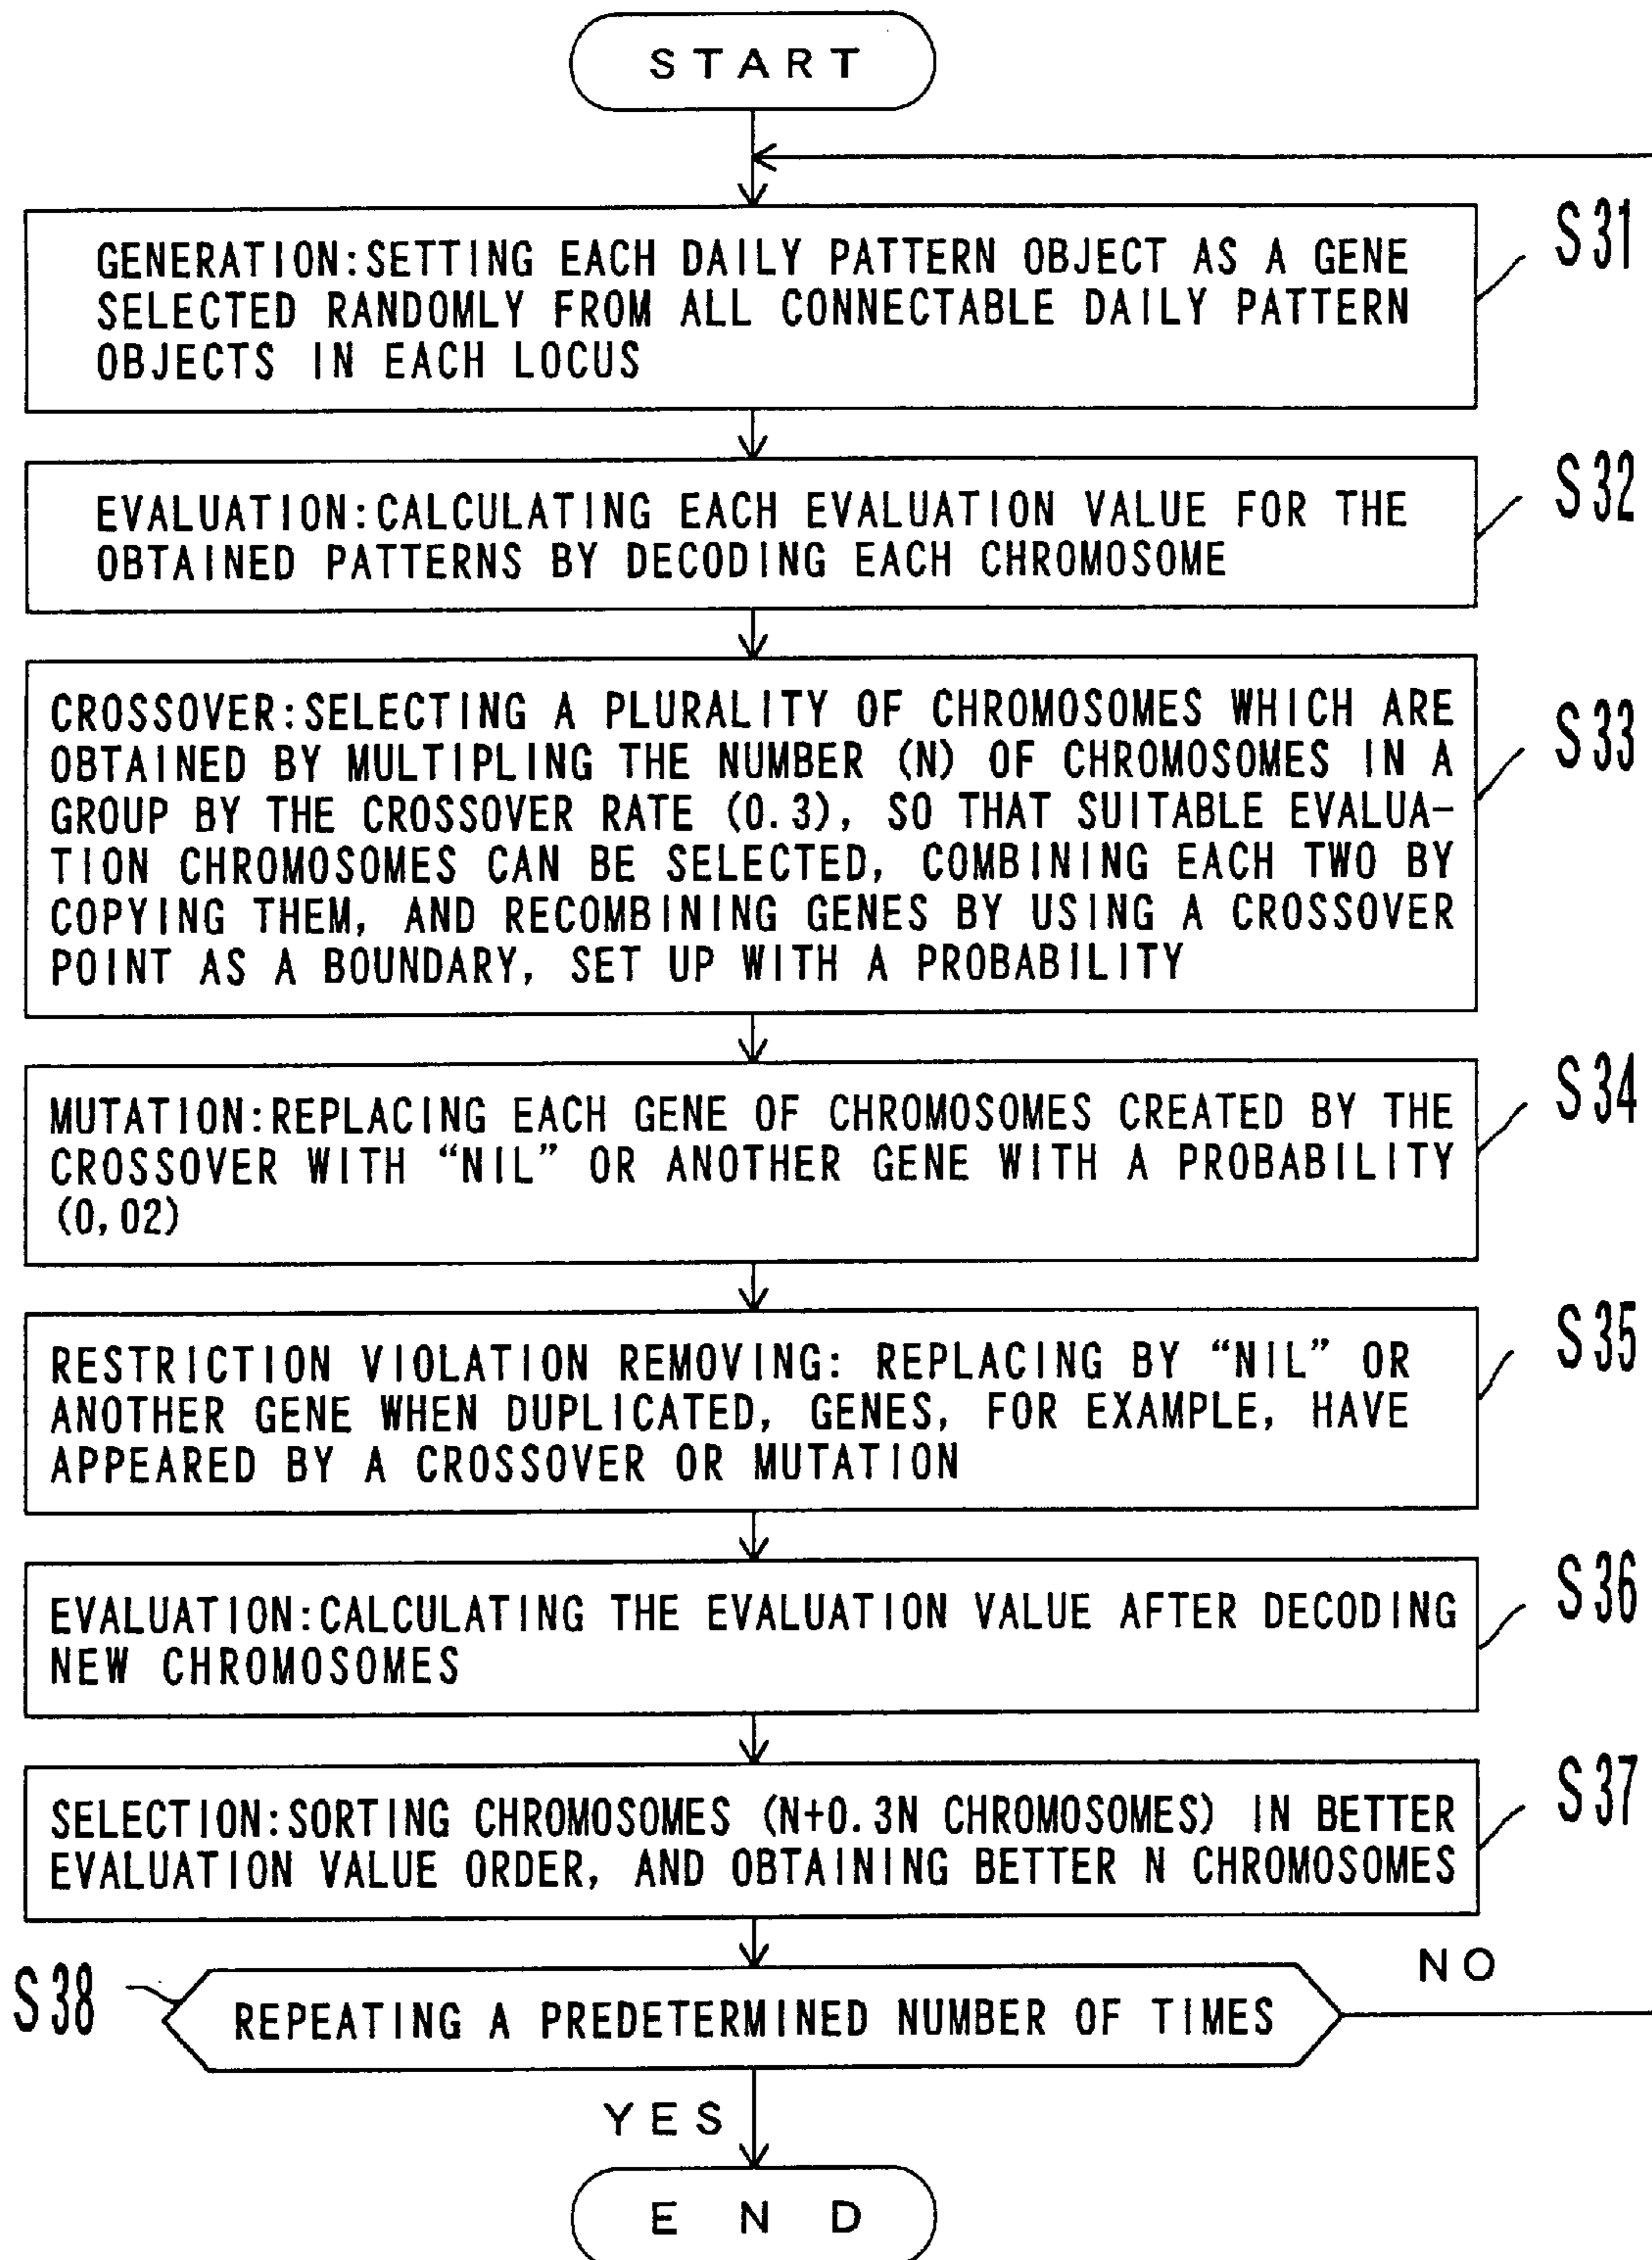 START
GENERATION:SETTING EACH DAILY PATTERN OBJECT AS A GENE
SELECTED RANDOMLY FROM ALL CONNECTABLE DAILY PATTERN
OBJECTS IN EACH LOCUS
S31
EVALUATION:CALCULATING EACH EVALUATION VALUE FOR THE
OBTAINED PATTERNS BY DECODING EACH CHROMOSOME
S32
CROSSOVER:SELECTING A PLURALITY OF CHROMOSOMES WHICH ARE
OBTAINED BY MULTIPLING THE NUMBER (N) OF CHROMOSOMES IN A
GROUP BY THE CROSSOVER RATE (0.3), SO THAT SUITABLE EVALUA-
TION CHROMOSOMES CAN BE SELECTED, COMBINING EACH TWO BY
COPYING THEM, AND RECOMBINING GENES BY USING A CROSSOVER
POINT AS A BOUNDARY, SET UP WITH A PROBABILITY
S33
MUTATION:REPLACING EACH GENE OF CHROMOSOMES CREATED BY THE
CROSSOVER WITH “NIL” OR ANOTHER GENE WITH A PROBABILITY
(0,02)
S34
RESTRICTION VIOLATION REMOVING: REPLACING BY “NIL” OR
ANOTHER GENE WHEN DUPLICATED, GENES, FOR EXAMPLE, HAVE
APPEARED BY A CROSSOVER OR MUTATION
S35
EVALUATION:CALCULATING THE EVALUATION VALUE AFTER DECODING
NEW CHROMOSOMES
S36
SELECTION:SORTING CHROMOSOMES (N+0.3N CHROMOSOMES) IN BETTER
EVALUATION VALUE ORDER, AND OBTAINING BETTER N CHROMOSOMES
S37
S38
REPEATING A PREDETERMINED NUMBER OF TIMES
NO
YES
END